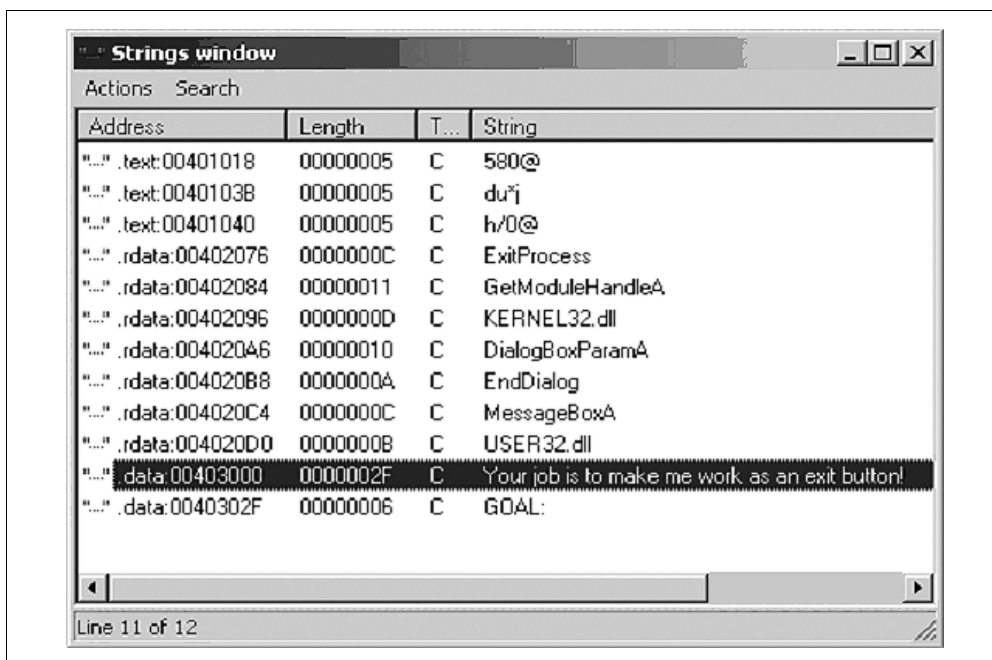 "..." Strings window
Actions Search
Address Length T... String
"..." .text:00401018 00000005 C 580@
"..." .text:0040103B 00000005 C du*j
"..." .text:00401040 00000005 C h/0@
"..." .rdata:00402076 0000000C C ExitProcess
"..." .rdata:00402084 00000011 C GetModuleHandleA
"..." .rdata:00402096 0000000D C KERNEL32.dll
"..." .rdata:004020A6 00000010 C DialogBoxParamA
"..." .rdata:004020B8 0000000A C EndDialog
"..." .rdata:004020C4 0000000C C MessageBoxA
"..." .rdata:004020D0 0000000B C USER32.dll
"..." .data:00403000 0000002F C Your job is to make me work as an exit button!
"..." .data:0040302F 00000006 C GOAL:
Line 11 of 12